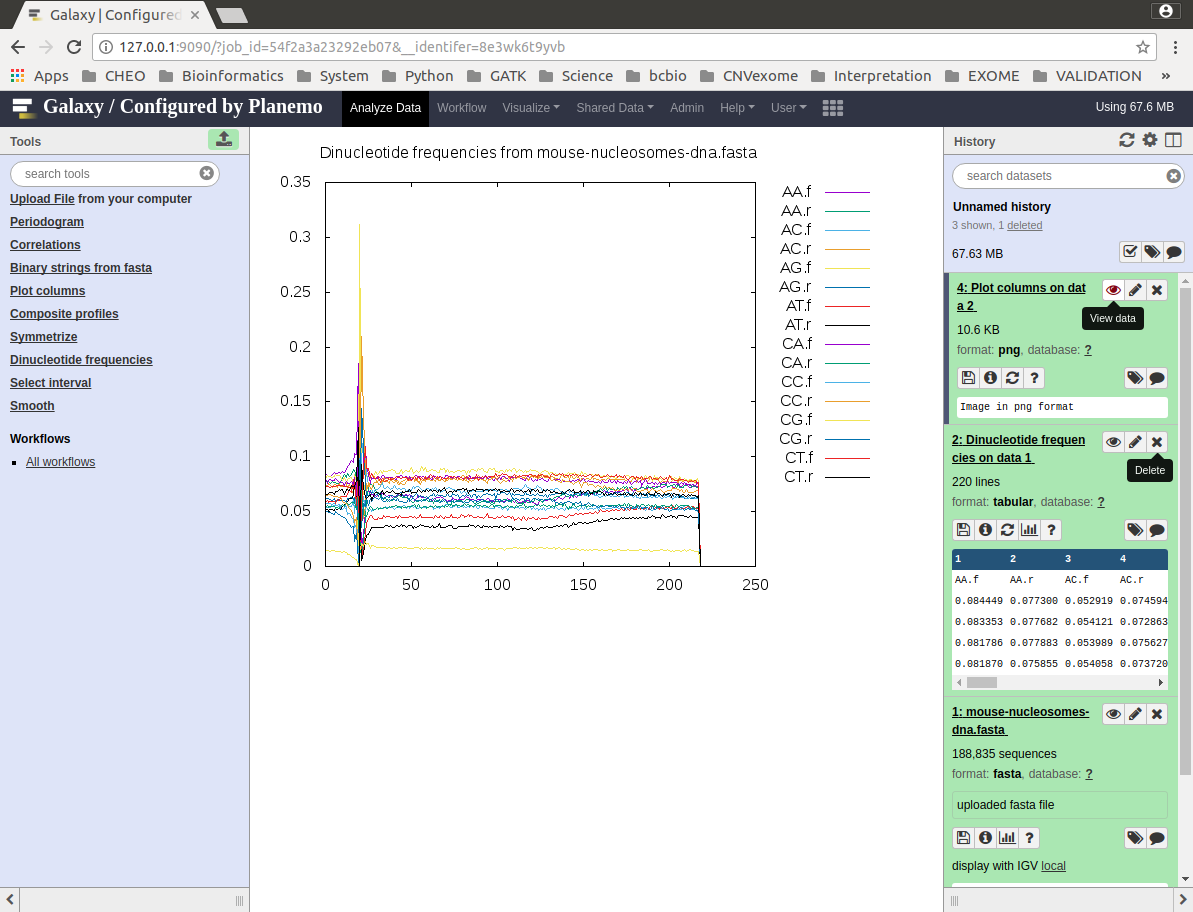 Galaxy | Configured
127.0.0.1:9090/?job_id=54f2a3a23292eb07&__identifer=8e3wk6t9yvb
Apps CHEO Bioinformatics System Python GATK Science bcbio CNVexome Interpretation EXOME VALIDATION »
Galaxy / Configured by Planemo Analyze Data Workflow Visualize Shared Data Admin Help User Using 67.6 MB
Tools
search tools
Upload File from your computer
Periodogram
Correlations
Binary strings from fasta
Plot columns
Composite profiles
Symmetrize
Dinucleotide frequencies
Select interval
Smooth
Workflows
All workflows
Dinucleotide frequencies from mouse-nucleosomes-dna.fasta
0.35
0.3
0.25
0.2
0.15
0.1
0.05
0
0 50 100 150 200 250
AA.f
AA.r
AC.f
AC.r
AG.f
AG.r
AT.f
AT.r
CA.f
CA.r
CC.f
CC.r
CG.f
CG.r
CT.f
CT.r
History
search datasets
Unnamed history
3 shown, 1 deleted
67.63 MB
4: Plot columns on dat
a 2
View data
10.6 KB
format: png, database: ?
?
Image in png format
2: Dinucleotide frequen
cies on data 1
Delete
220 lines
format: tabular, database: ?
?
1 2 3 4
AA.f AA.r AC.f AC.r
0.084449 0.077300 0.052919 0.074594
0.083353 0.077682 0.054121 0.072863
0.081786 0.077883 0.053989 0.075627
0.081870 0.075855 0.054058 0.073720
1: mouse-nucleosomes-
dna.fasta
188,835 sequences
format: fasta, database: ?
uploaded fasta file
?
display with IGV local